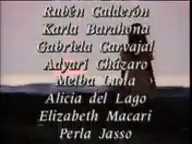 Rubén Calderón
Karla Barahona
Gabriela Carvajal
Adyari Cházaro
Melba Luna
Alicia del Lago
Elizabeth Macari
Perla Jasso